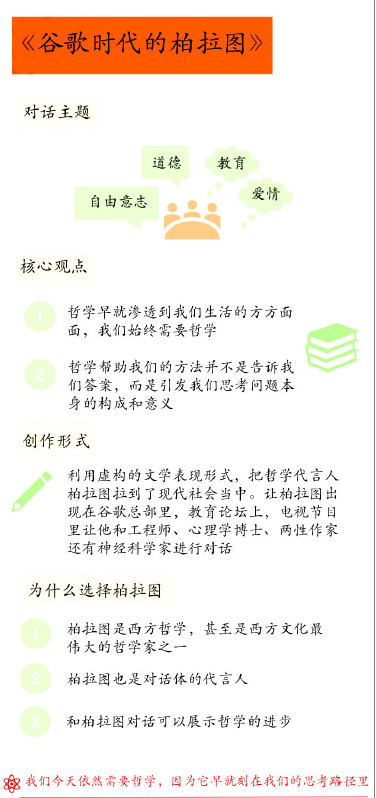 《谷歌时代的柏拉图》
对话主题
道德
教育
自由意志
爱情
核心观点
1
哲学早就渗透到我们生活的方方面
面，我们始终需要哲学
2
哲学帮助我们的方法并不是告诉我
们答案，而是引发我们思考问题本
身的构成和意义
创作形式
利用虚构的文学表现形式，把哲学代言人
柏拉图拉到了现代社会当中。让柏拉图出
现在谷歌总部里，教育论坛上，电视节目
里让他和工程师、心理学博士、两性作家
还有神经科学家进行对话
为什么选择柏拉图
1
柏拉图是西方哲学，甚至是西方文化最
伟大的哲学家之一
2
柏拉图也是对话体的代言人
3
和柏拉图对话可以展示哲学的进步
我们今天依然需要哲学，因为它早就刻在我们的思考路径里